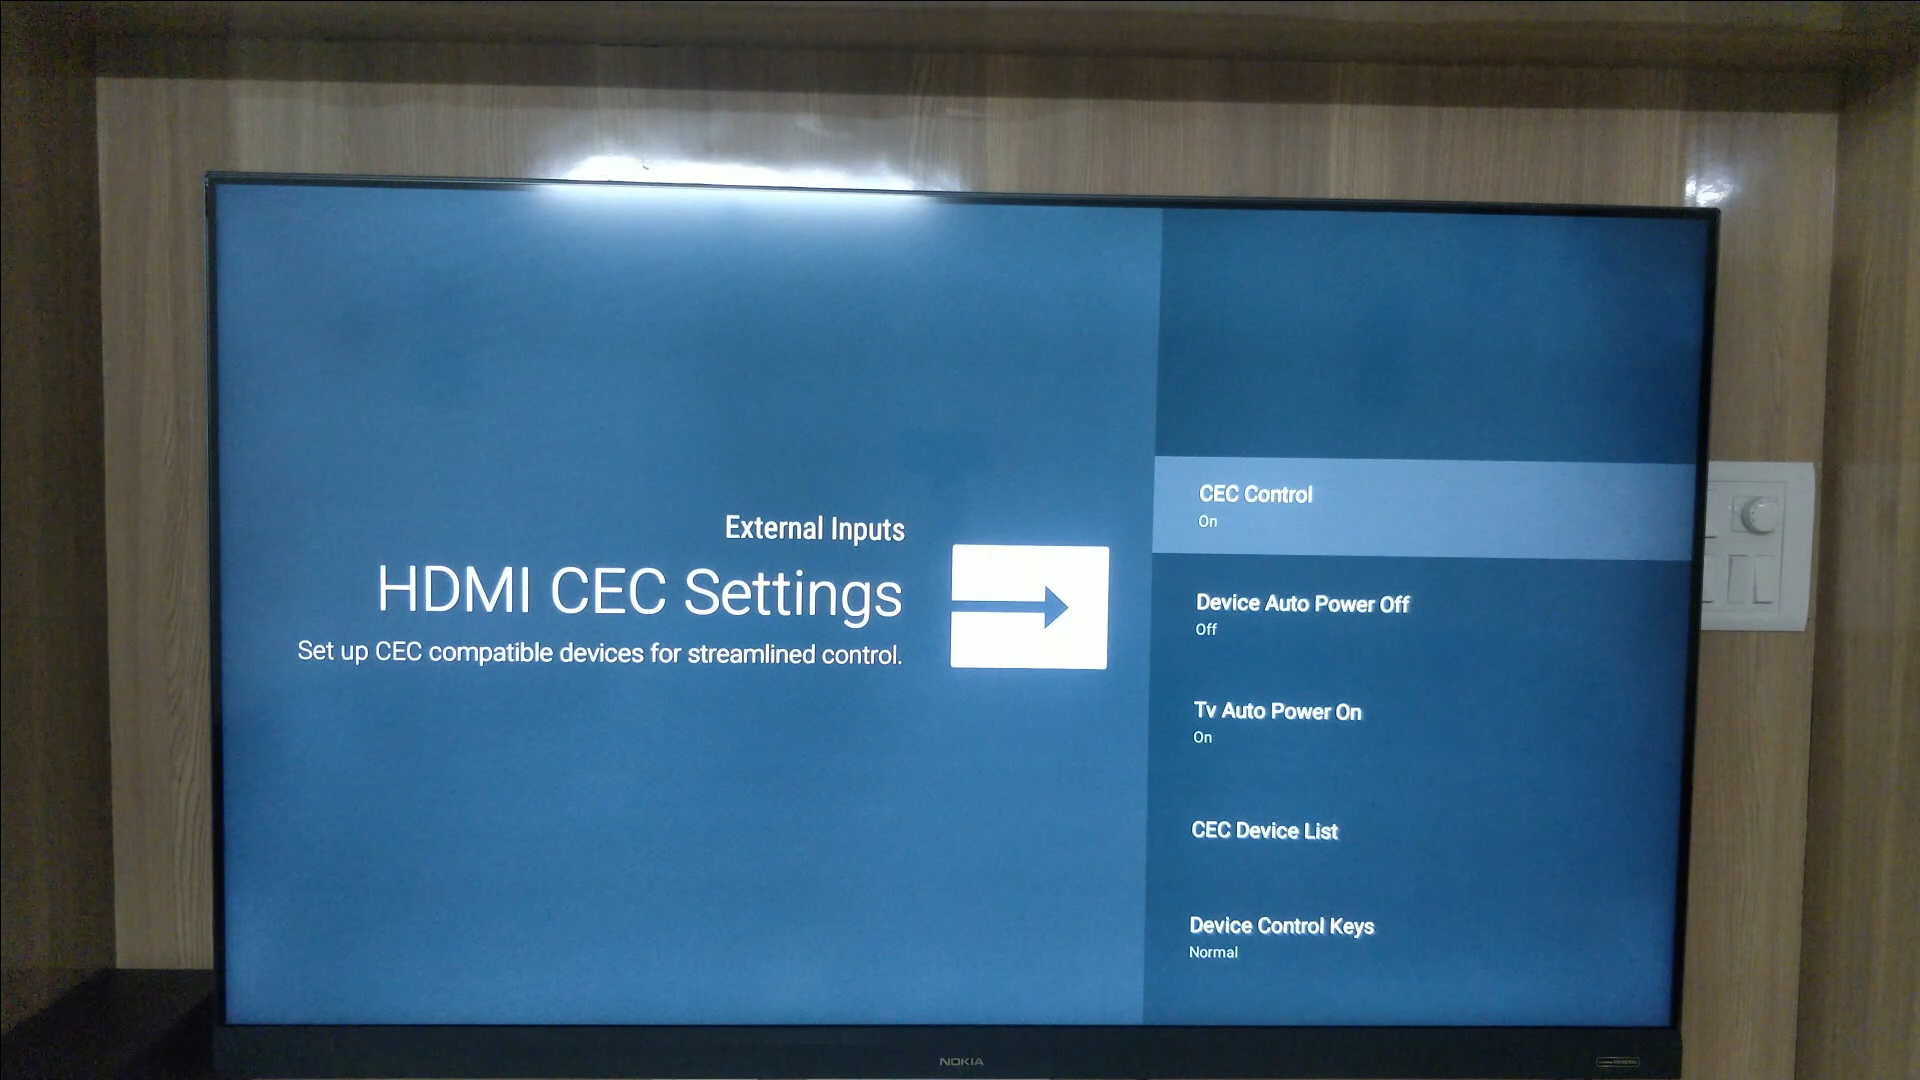 External Inputs
HDMI CEC Settings
Set up CEC compatible devices for streamlined control.
CEC Control
On
Device Auto Power Off
Off
Tv Auto Power On
On
CEC Device List
Device Control Keys
Normal
NOKIA